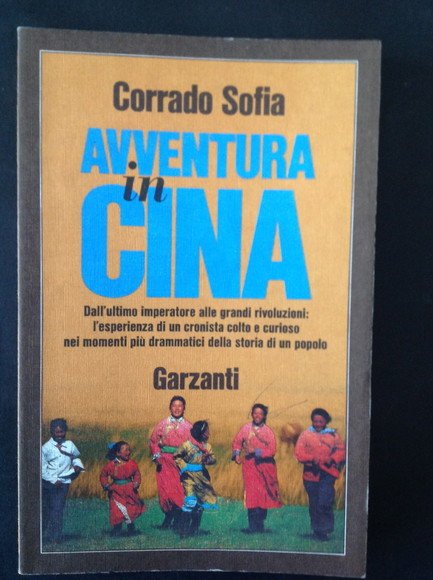 Corrado Sofia
AVVENTURA
in
CINA
Dall'ultimo imperatore alle grandi rivoluzioni:
l'esperienza di un cronista colto e curioso
nei momenti più drammatici della storia di un popolo
Garzanti